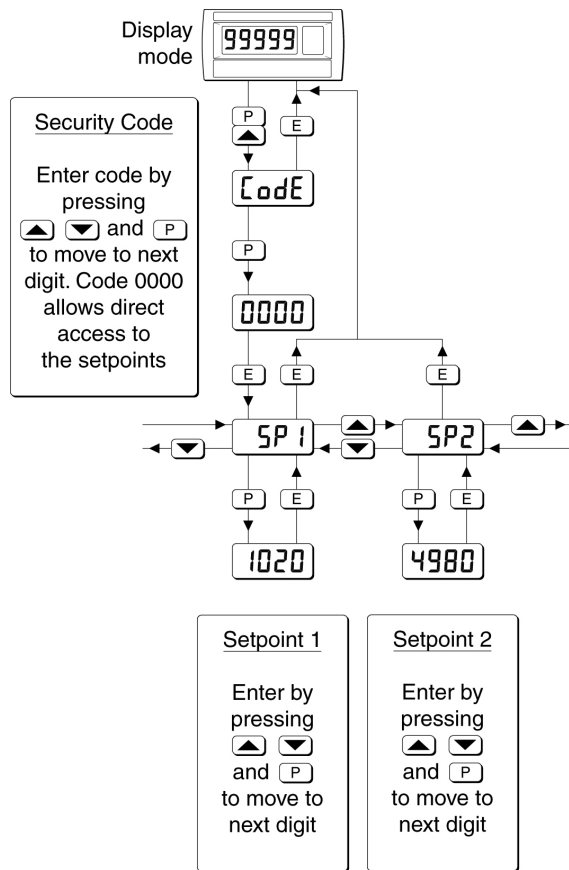 Display
mode
99999
P
E
Security Code
Enter code by
pressing
and P
to move to next
digit. Code 0000
allows direct
access to
the setpoints
CodE
P
0000
E E E
SP1 SP2
P E P E
1020 4980
Setpoint 1
Enter by
pressing
and P
to move to
next digit
Setpoint 2
Enter by
pressing
and P
to move to
next digit